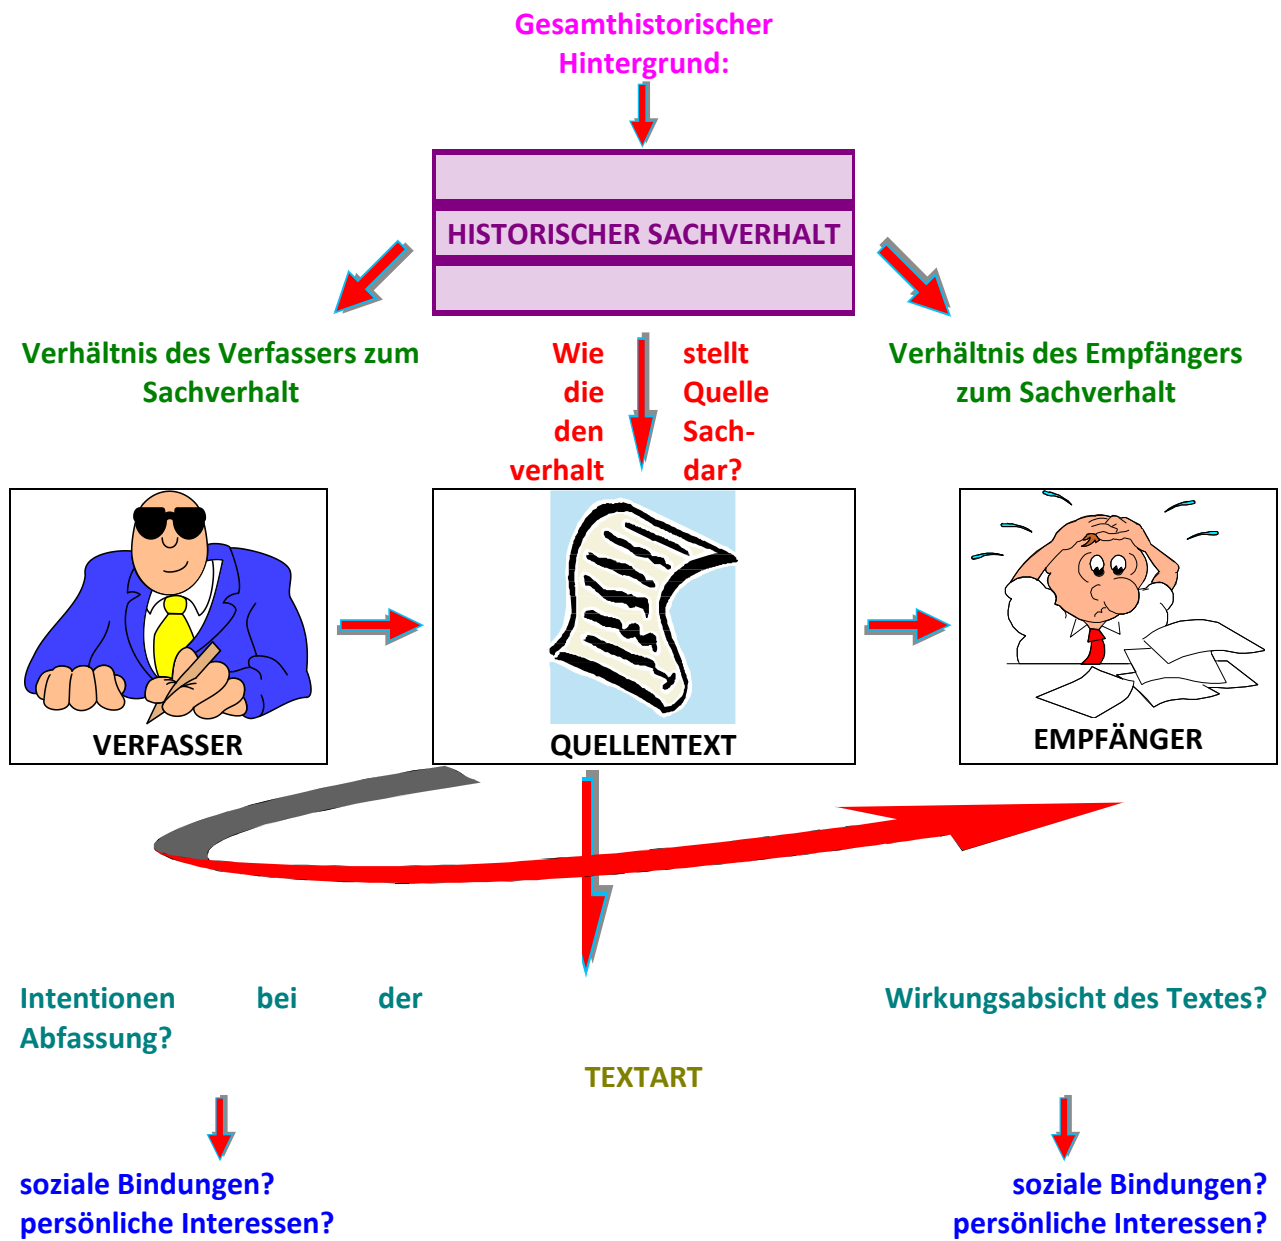 Gesamthistorischer
Hintergrund:
HISTORISCHER SACHVERHALT
Verhältnis des Verfassers zum
Sachverhalt
Wie stellt
die Quelle
den Sach-
verhalt dar?
Verhältnis des Empfängers
zum Sachverhalt
VERFASSER
QUELLENTEXT
EMPFÄNGER
Intentionen bei der
Abfassung?
Wirkungsabsicht des Textes?
TEXTART
soziale Bindungen?
persönliche Interessen?
soziale Bindungen?
persönliche Interessen?